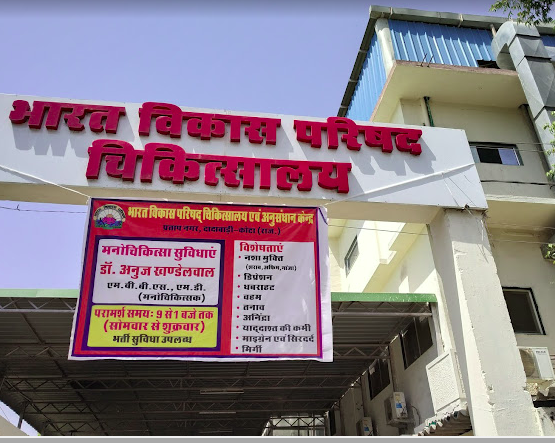 भारत विकास परिषद
चिकित्सालय
भारत विकास परिषद् चिकित्सालय एवं अनुसंधान केन्द्र
प्रताप नगर, दादाबाड़ी-कोटा (राज.)
मनोचिकित्सा सुविधाएं
डॉ. अनुज खण्डेलवाल
एम.बी.बी.एस., एम.डी.
(मनोचिकित्सक)
परामर्श समय: 9 से 1 बजे तक
(सोमवार से शुक्रवार)
भर्ती सुविधा उपलब्ध
विशेषताएं
• नशा मुक्ति
(शराब, अफीम, गांजा)
• डिप्रेशन
• घबराहट
• वहम
• तनाव
• अनिद्रा
• याददाश्त की कमी
• माइग्रेन एवं सिरदर्द
• मिर्गी